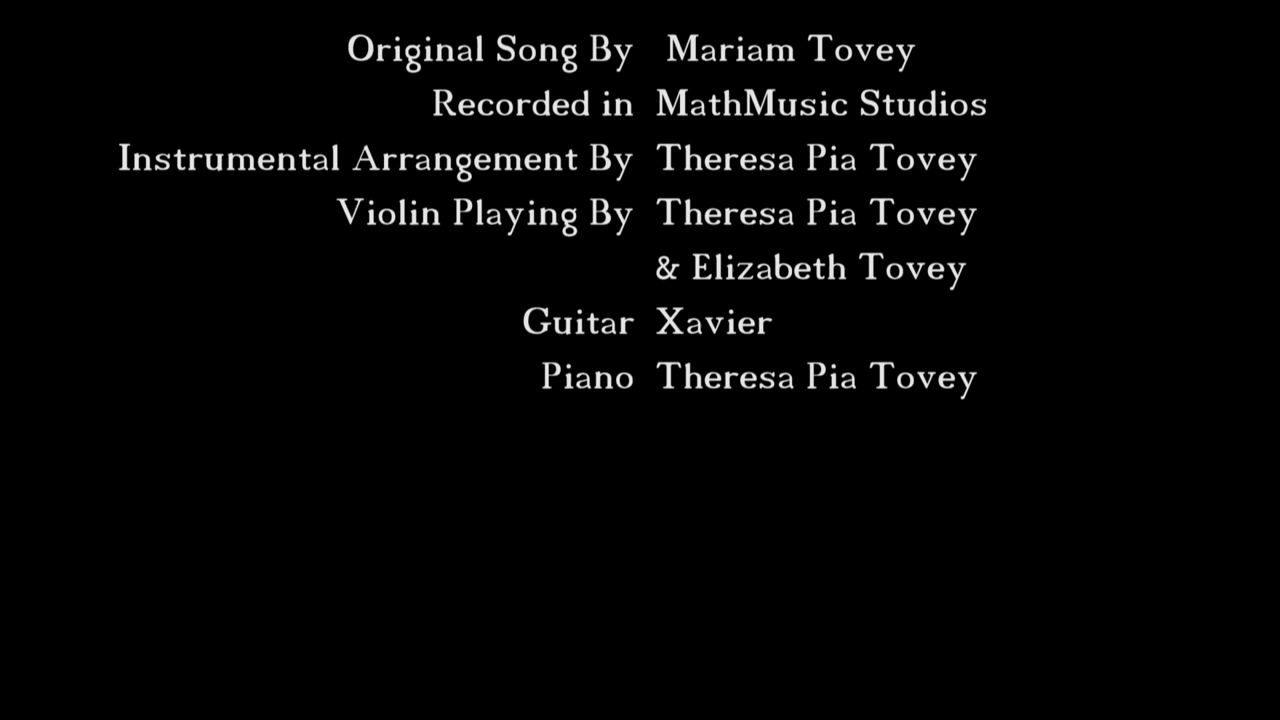 Original Song By Mariam Tovey
Recorded in MathMusic Studios
Instrumental Arrangement By Theresa Pia Tovey
Violin Playing By Theresa Pia Tovey
& Elizabeth Tovey
Guitar Xavier
Piano Theresa Pia Tovey